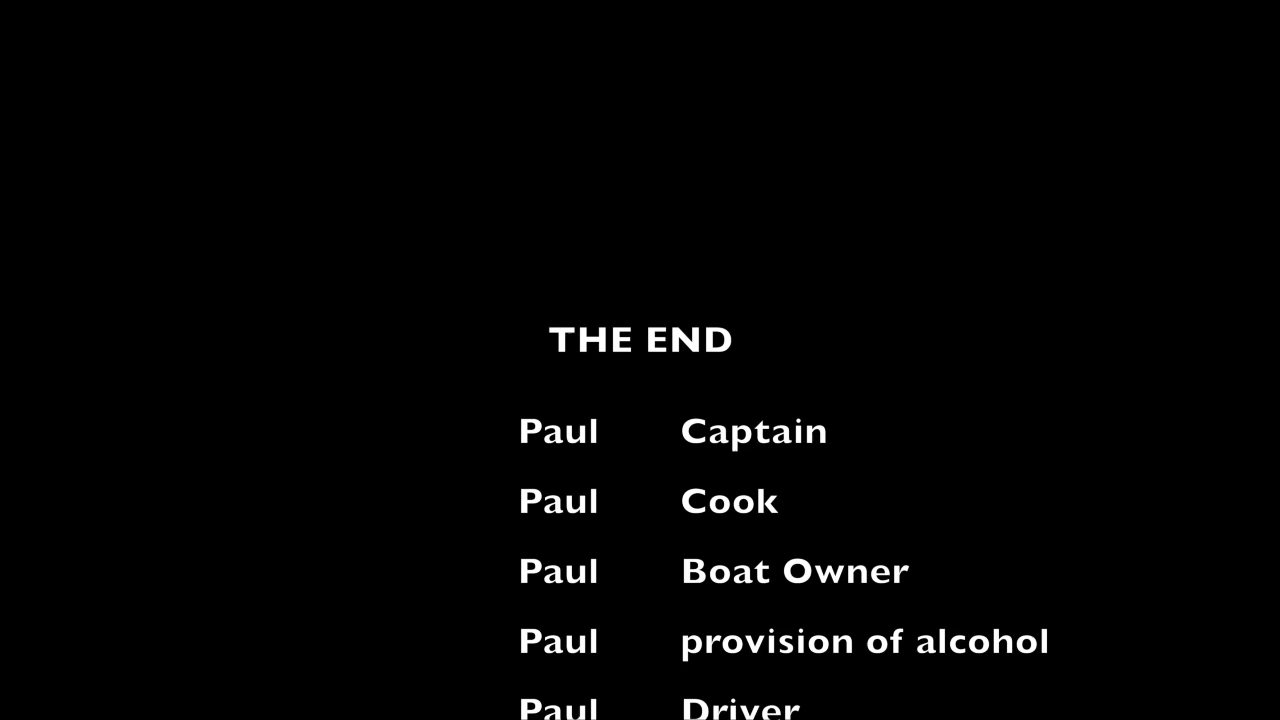 THE END
Paul Captain
Paul Cook
Paul Boat Owner
Paul provision of alcohol
Paul Driver